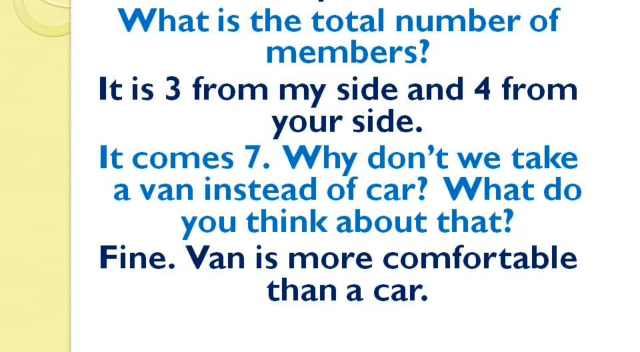 What is the total number of
members?
It is 3 from my side and 4 from
your side.
It comes 7. Why don't we take
a van instead of car? What do
you think about that?
Fine. Van is more comfortable
than a car.